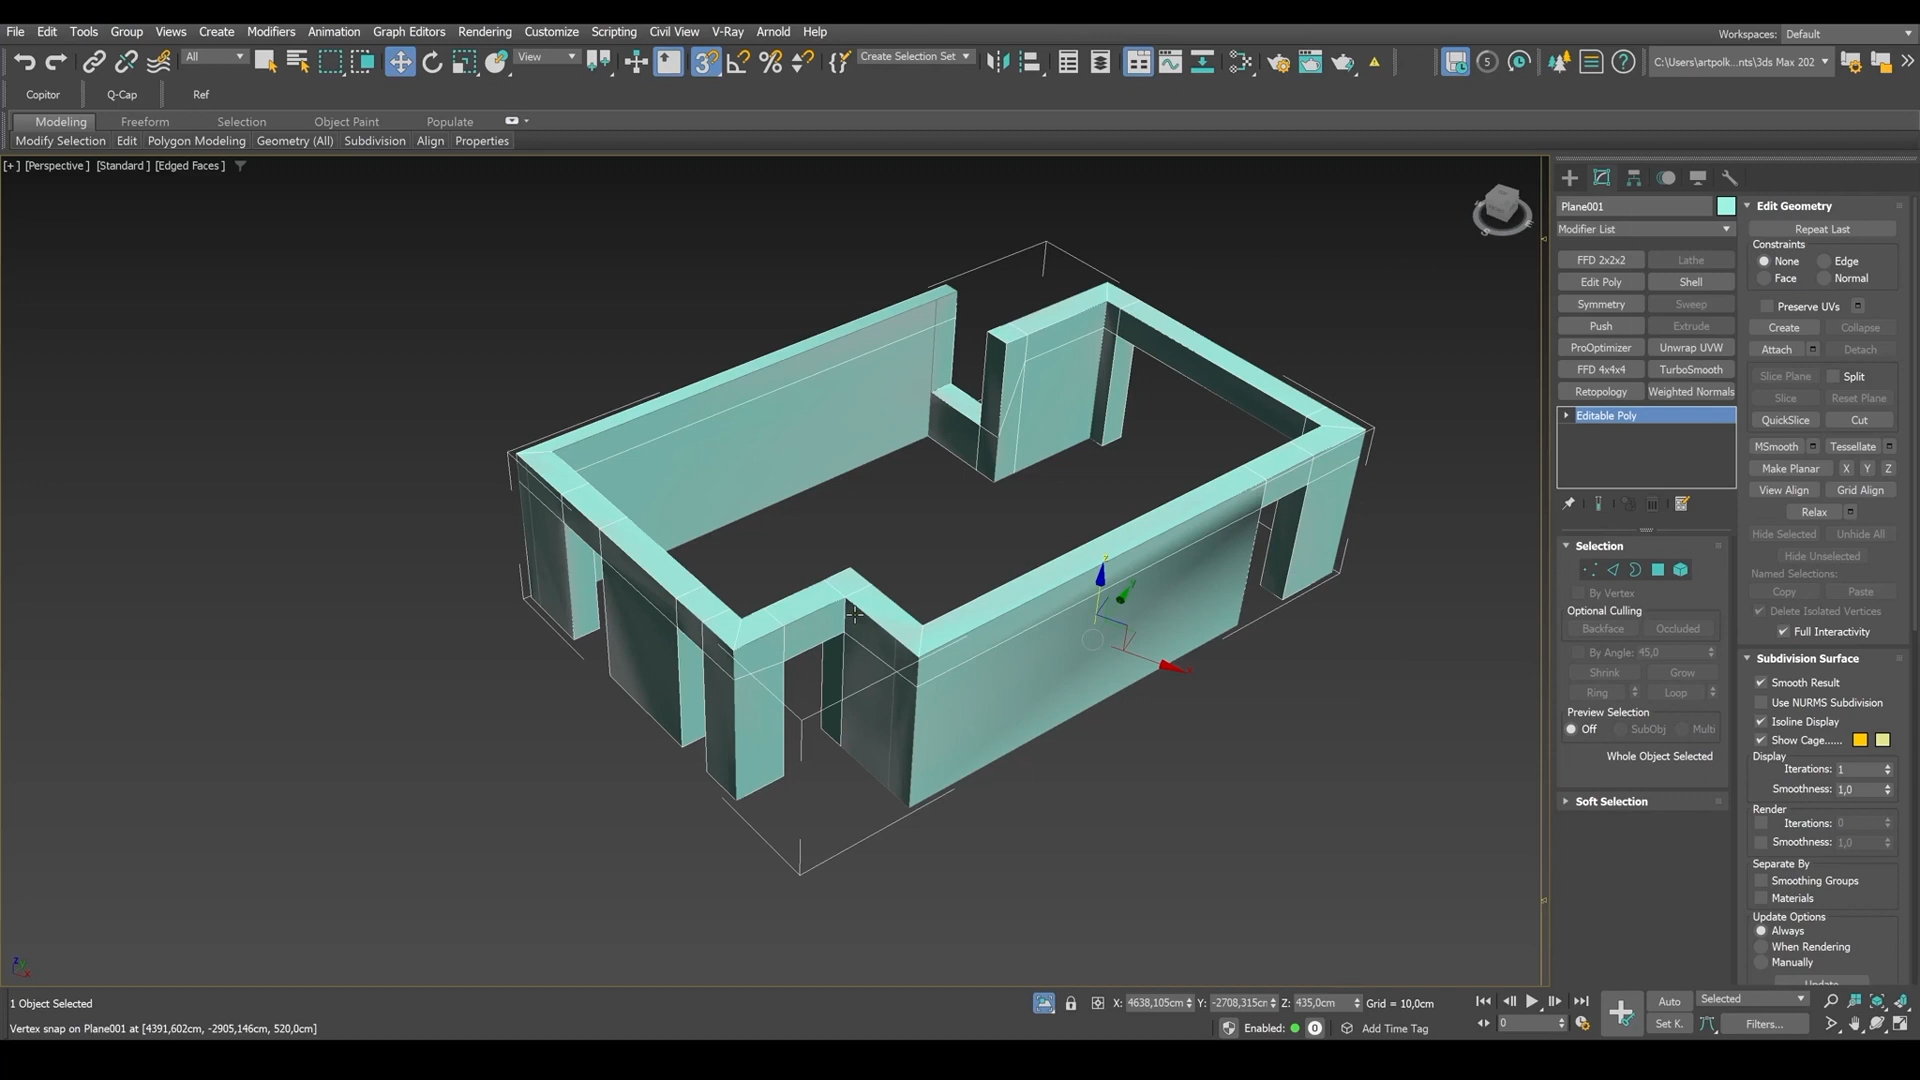 File Edit Tools Group Views Create Modifiers Animation Graph Editors Rendering Customize Civil View V-Ray Arnold Scripting Help
Workspaces: Default
All View Create Selection Set 5 C:\Users\artpolk...nts\3ds Max 202
Copitor Q-Cap Ref
Modeling Freeform Selection Object Paint Populate
Modify Selection Edit Polygon Modeling Geometry (All) Subdivision Align Properties
[+] [Perspective] [Standard] [Edged Faces]
Plane001
Modifier List
FFD 2x2x2 Lathe
Edit Poly Shell
Symmetry Sweep
Push Extrude
ProOptimizer Unwrap UVW
FFD 4x4x4 TurboSmooth
Retopology Weighted Normals
Editable Poly
Selection
By Vertex
Optional Culling
Backface Occluded
By Angle: 45,0
Shrink Grow
Ring Loop
Preview Selection
Off SubObj Multi
Whole Object Selected
Soft Selection
Edit Geometry
Repeat Last
Constraints
None Edge
Face Normal
Preserve UVs
Create Collapse
Attach Detach
Slice Plane Split
Slice Reset Plane
QuickSlice Cut
MSmooth Tessellate
Make Planar X Y Z
View Align Grid Align
Relax
Hide Selected Unhide All
Hide Unselected
Named Selections:
Copy Paste
Delete Isolated Vertices
Full Interactivity
Subdivision Surface
Smooth Result
Use NURMS Subdivision
Isoline Display
Show Cage......
Display
Iterations: 1
Smoothness: 1,0
Render
Iterations: 0
Smoothness: 1,0
Separate By
Smoothing Groups
Materials
Update Options
Always
When Rendering
Manually
Update
1 Object Selected
X: 4638,105cm Y: -2708,315cm Z: 435,0cm Grid = 10,0cm
Auto Selected
Vertex snap on Plane001 at [4391,602cm, -2905,146cm, 520,0cm]
Enabled: 0 Add Time Tag
0 Set K. Filters...